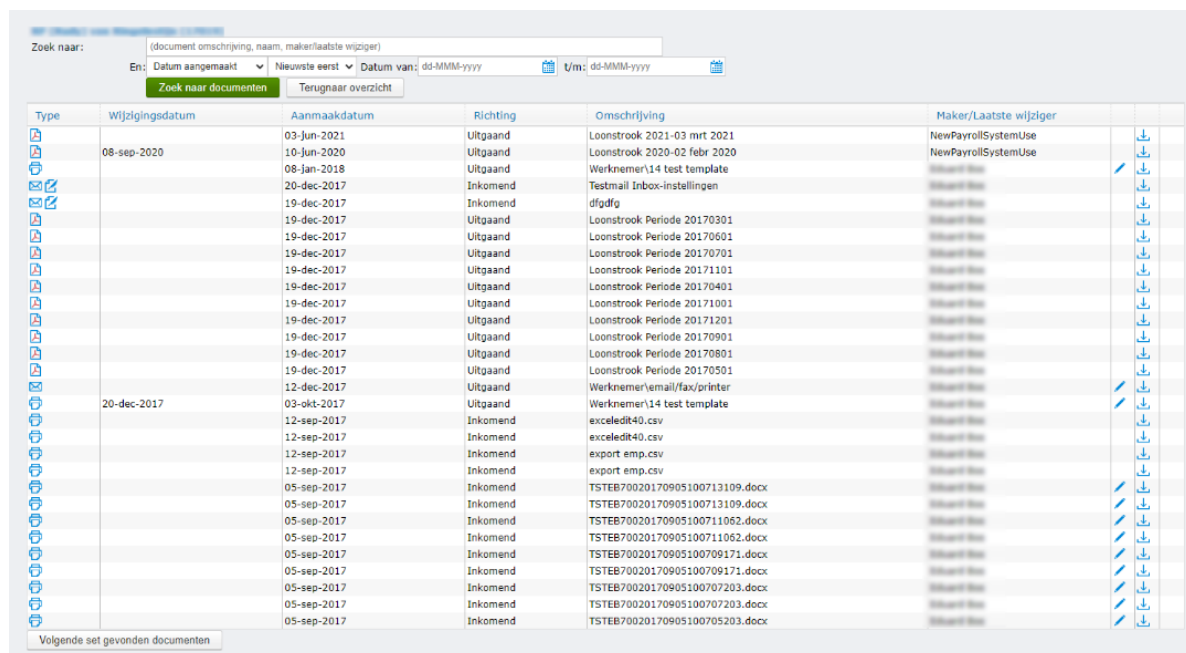 Zoek naar: (document omschrijving, naam, maker/laatste wijziger)
En: Datum aangemaakt Nieuwste eerst Datum van: dd-MMM-yyyy t/m: dd-MMM-yyyy
Zoek naar documenten Terugnaar overzicht
Type Wijzigingsdatum Aanmaakdatum Richting Omschrijving Maker/Laatste wijziger
03-jun-2021 Uitgaand Loonstrook 2021-03 mrt 2021 NewPayrollSystemUse
08-sep-2020 10-jun-2020 Uitgaand Loonstrook 2020-02 febr 2020 NewPayrollSystemUse
08-jan-2018 Uitgaand Werknemer\14 test template
20-dec-2017 Inkomend Testmail Inbox-instellingen
19-dec-2017 Inkomend dfgdfg
19-dec-2017 Uitgaand Loonstrook Periode 20170301
19-dec-2017 Uitgaand Loonstrook Periode 20170601
19-dec-2017 Uitgaand Loonstrook Periode 20170701
19-dec-2017 Uitgaand Loonstrook Periode 20171101
19-dec-2017 Uitgaand Loonstrook Periode 20170401
19-dec-2017 Uitgaand Loonstrook Periode 20171001
19-dec-2017 Uitgaand Loonstrook Periode 20171201
19-dec-2017 Uitgaand Loonstrook Periode 20170901
19-dec-2017 Uitgaand Loonstrook Periode 20170801
19-dec-2017 Uitgaand Loonstrook Periode 20170501
12-dec-2017 Uitgaand Werknemer\email/fax/printer
20-dec-2017 03-okt-2017 Uitgaand Werknemer\14 test template
12-sep-2017 Inkomend exceledit40.csv
12-sep-2017 Inkomend exceledit40.csv
12-sep-2017 Inkomend export emp.csv
12-sep-2017 Inkomend export emp.csv
05-sep-2017 Inkomend TSTEB70020170905100713109.docx
05-sep-2017 Inkomend TSTEB70020170905100713109.docx
05-sep-2017 Inkomend TSTEB70020170905100711062.docx
05-sep-2017 Inkomend TSTEB70020170905100711062.docx
05-sep-2017 Inkomend TSTEB70020170905100709171.docx
05-sep-2017 Inkomend TSTEB70020170905100709171.docx
05-sep-2017 Inkomend TSTEB70020170905100707203.docx
05-sep-2017 Inkomend TSTEB70020170905100707203.docx
05-sep-2017 Inkomend TSTEB70020170905100705203.docx
Volgende set gevonden documenten